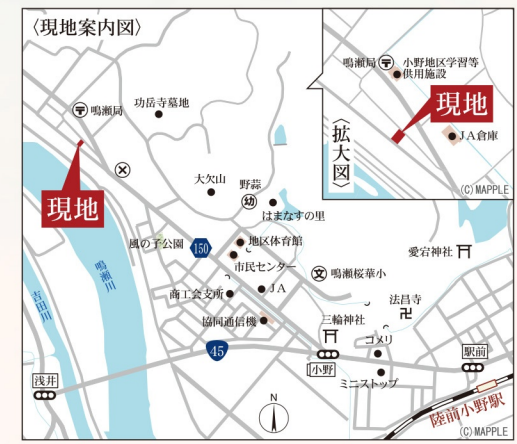 〈現地案内図〉
鳴瀬局
功岳寺墓地
現地
大欠山
野蒜
幼
はまなすの里
風の子公園
150
地区体育館
市民センター
文
鳴瀬桜華小
愛宕神社
商工会支所
JA
協同通信機
法昌寺
三輪神社
コメリ
45
小野
駅前
浅井
ミニストップ
陸前小野駅
鳴瀬川
吉田川
N
(C)MAPPLE
〈拡大図〉
鳴瀬局
小野地区学習等
供用施設
現地
JA倉庫
(C)MAPPLE